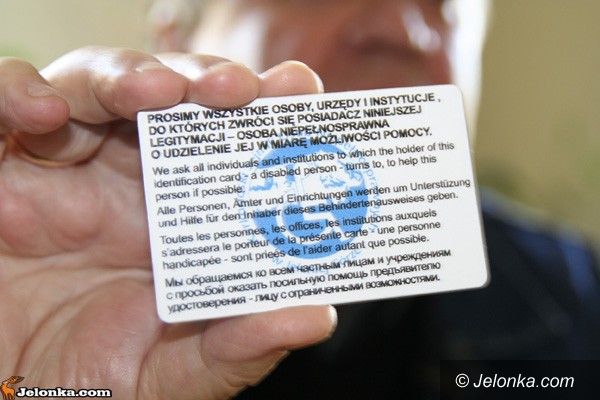 PROSIMY WSZYSTKIE OSOBY, URZĘDY I INSTYTUCJE ,
DO KTÓRYCH ZWRÓCI SIĘ POSIADACZ NINIEJSZEJ
LEGITYMACJI - OSOBA NIEPEŁNOSPRAWNA
O UDZIELENIE JEJ W MIARĘ MOŻLIWOŚCI POMOCY.
We ask all individuals and institutions to which the holder of this
identification card - a disabled person - turns to, to help this
person if possible.
Alle Personen, Ämter und Einrichtungen werden um Unterstüzung
und Hilfe für den Inhaber dieses Behindertenausweises geben.
Toutes les personnes, les offices, les institutions auxquels
s'adressera le porteur de la présente carte - une personne
handicapée - sont priées de l'aider autant que possible.
Мы обращаемся ко всем частным лицам и учреждениям
с просьбой оказать посильную помощь предъявителю
удостоверения - лицу с ограниченными возможностями.
Jelonka.com
© Jelonka.com